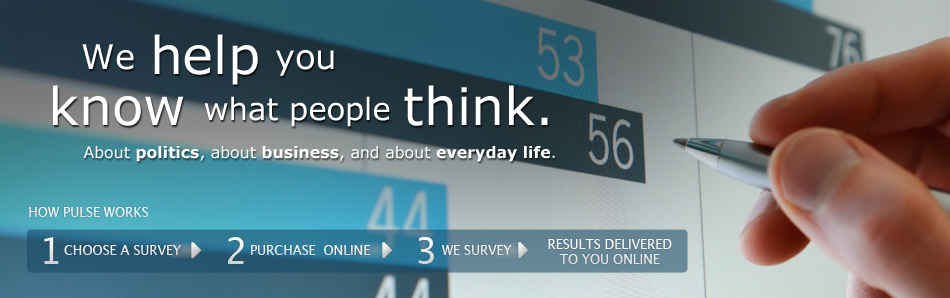 We help you
know what people think.
About politics, about business, and about everyday life.
HOW PULSE WORKS
1 CHOOSE A SURVEY
2 PURCHASE ONLINE
3 WE SURVEY
RESULTS DELIVERED
TO YOU ONLINE
53
76
56
44
44